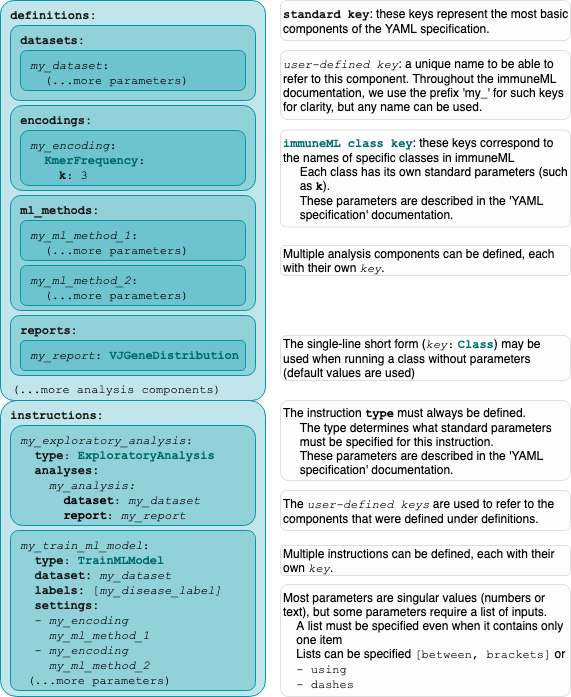 definitions:
datasets:
my_dataset:
(...more parameters)
encodings:
my_encoding:
KmerFrequency:
k: 3
ml_methods:
my_ml_method_1:
(...more parameters)
my_ml_method_2:
(...more parameters)
reports:
my_report: VJGeneDistribution
(...more analysis components)
instructions:
my_exploratory_analysis:
type: ExploratoryAnalysis
analyses:
my_analysis:
dataset: my_dataset
report: my_report
my_train_ml_model:
type: TrainMLModel
dataset: my_dataset
labels: [my_disease_label]
settings:
- my_encoding
my_ml_method_1
- my_encoding
my_ml_method_2
(...more parameters)
standard key: these keys represent the most basic
components of the YAML specification.
user-defined key: a unique name to be able to
refer to this component. Throughout the immuneML
documentation, we use the prefix 'my_' for such keys
for clarity, but any name can be used.
immuneML class key: these keys correspond to
the names of specific classes in immuneML
Each class has its own standard parameters (such
as k).
These parameters are described in the 'YAML
specification' documentation.
Multiple analysis components can be defined, each
with their own key.
The single-line short form (key: Class) may be
used when running a class without parameters
(default values are used)
The instruction type must always be defined.
The type determines what standard parameters
must be specified for this instruction.
These parameters are described in the 'YAML
specification' documentation.
The user-defined keys are used to refer to the
components that were defined under definitions.
Multiple instructions can be defined, each with their
own key.
Most parameters are singular values (numbers or
text), but some parameters require a list of inputs.
A list must be specified even when it contains only
one item
Lists can be specified [between, brackets] or
- using
- dashes